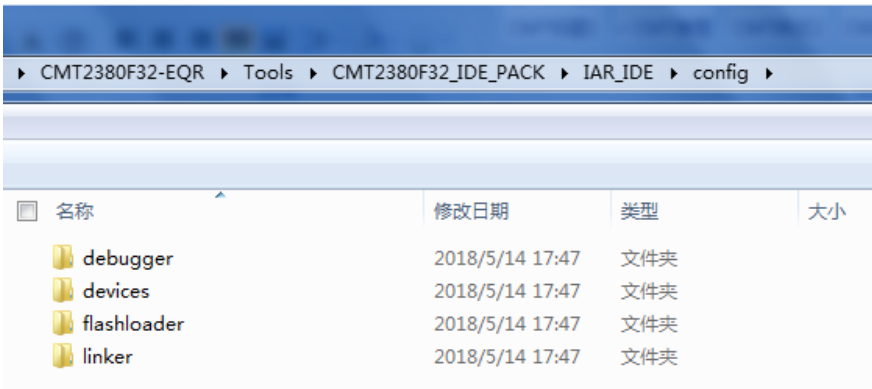 CMT2380F32-EQR ▸ Tools ▸ CMT2380F32_IDE_PACK ▸ IAR_IDE ▸ config ▸
名称 修改日期 类型 大小
debugger 2018/5/14 17:47 文件夹
devices 2018/5/14 17:47 文件夹
flashloader 2018/5/14 17:47 文件夹
linker 2018/5/14 17:47 文件夹